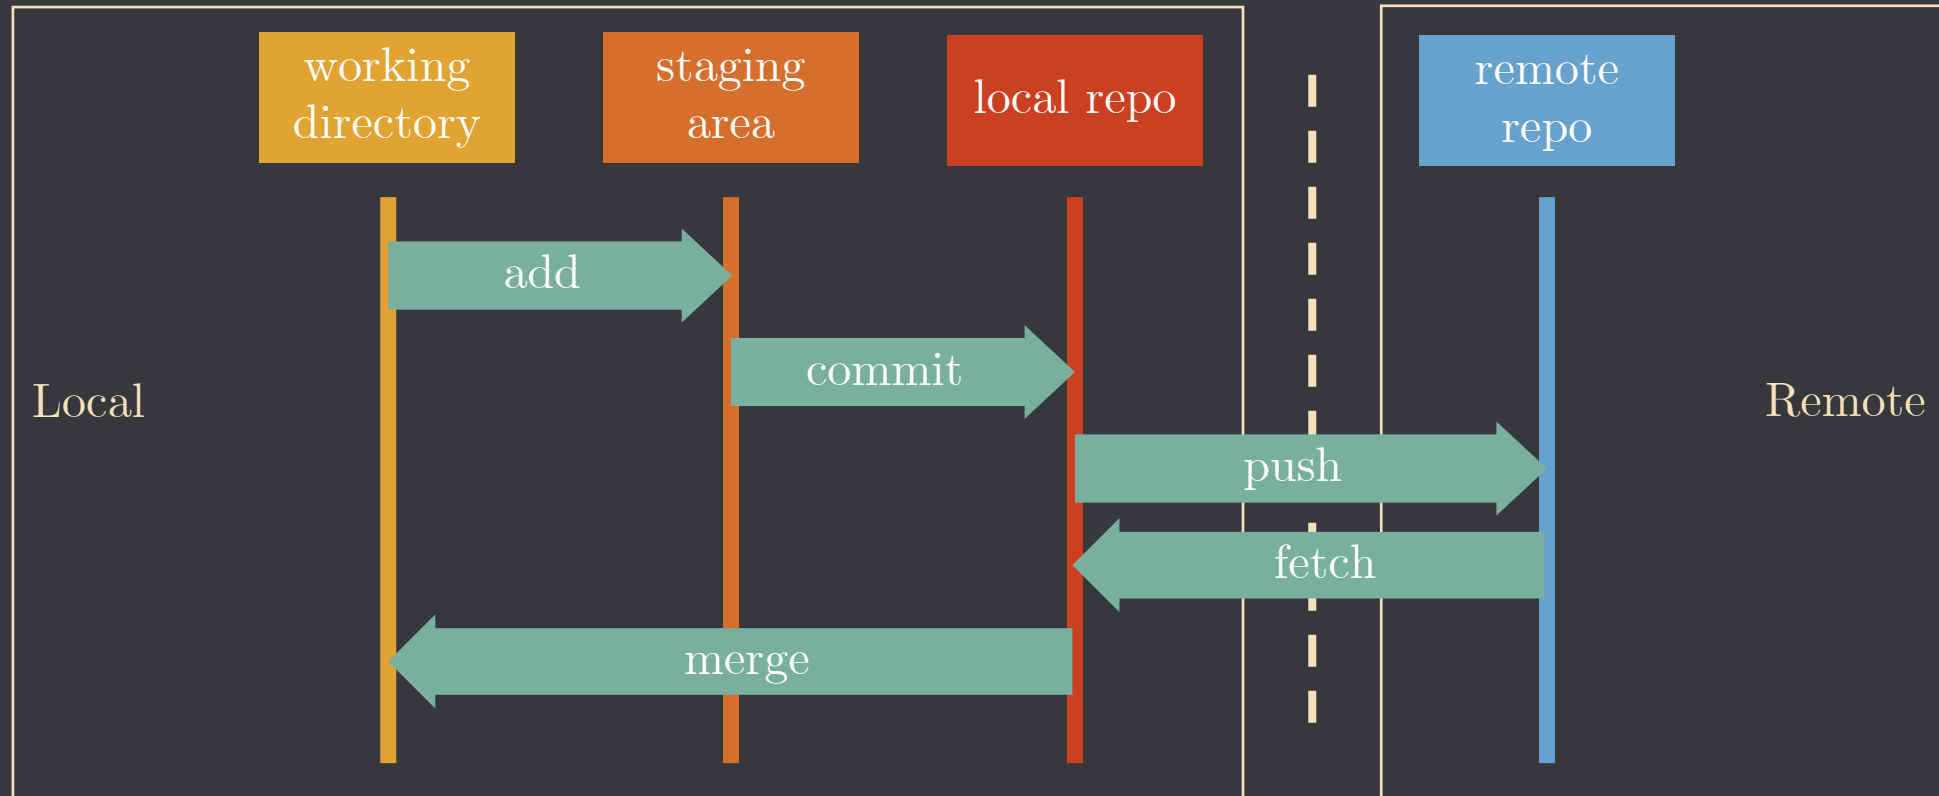 working
directory
staging
area
local repo
remote
repo
add
commit
Local
Remote
push
fetch
merge